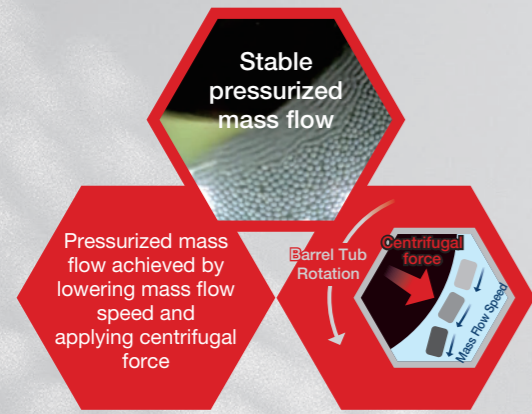 Stable
pressurized
mass flow
Pressurized mass
flow achieved by
lowering mass flow
speed and
applying centrifugal
force
Barrel Tub
Rotation
Centrifugal
force
Mass Flow Speed